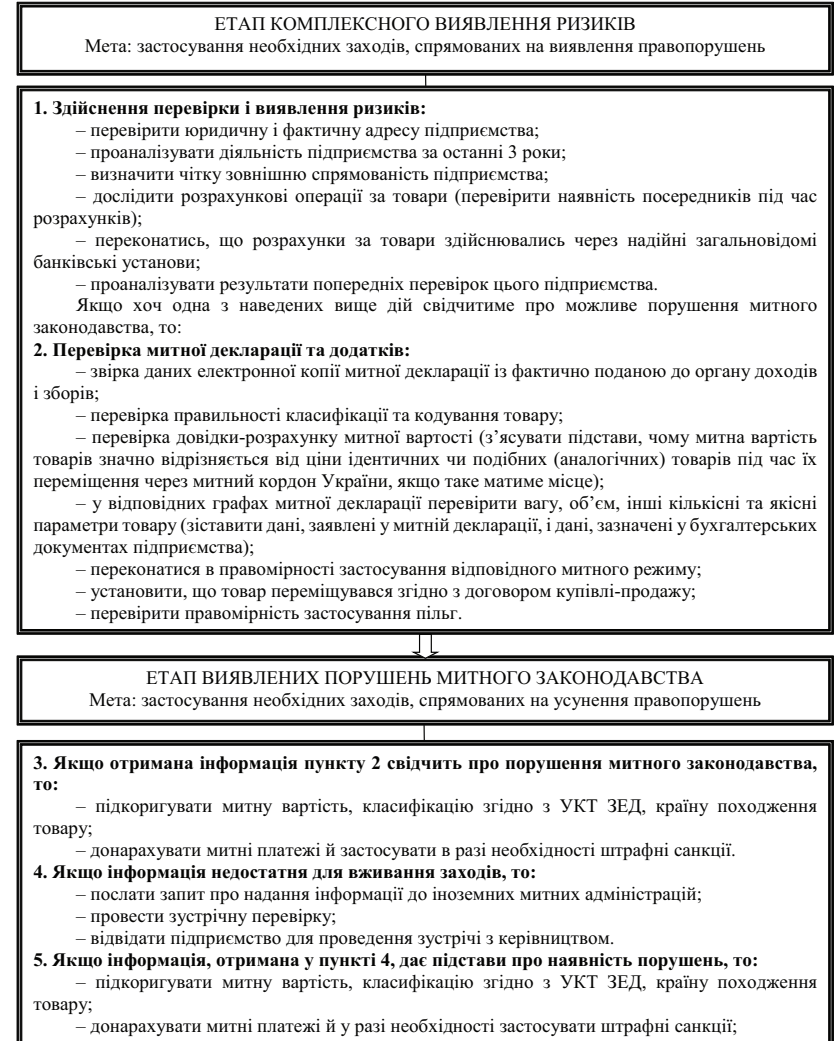 ЕТАП КОМПЛЕКСНОГО ВИЯВЛЕННЯ РИЗИКІВ
Мета: застосування необхідних заходів, спрямованих на виявлення правопорушень
1. Здійснення перевірки і виявлення ризиків:
– перевірити юридичну і фактичну адресу підприємства;
– проаналізувати діяльність підприємства за останні 3 роки;
– визначити чітку зовнішню спрямованість підприємства;
– дослідити розрахункові операції за товари (перевірити наявність посередників під час
розрахунків);
– переконатись, що розрахунки за товари здійснювались через надійні загальновідомі
банківські установи;
– проаналізувати результати попередніх перевірок цього підприємства.
Якщо хоч одна з наведених вище дій свідчитиме про можливе порушення митного
законодавства, то:
2. Перевірка митної декларації та додатків:
– звірка даних електронної копії митної декларації із фактично поданою до органу доходів
і зборів;
– перевірка правильності класифікації та кодування товару;
– перевірка довідки-розрахунку митної вартості (з’ясувати підстави, чому митна вартість
товарів значно відрізняється від ціни ідентичних чи подібних (аналогічних) товарів під час їх
переміщення через митний кордон України, якщо таке матиме місце);
– у відповідних графах митної декларації перевірити вагу, об’єм, інші кількісні та якісні
параметри товару (зіставити дані, заявлені у митній декларації, і дані, зазначені у бухгалтерських
документах підприємства);
– переконатися в правомірності застосування відповідного митного режиму;
– установити, що товар переміщувався згідно з договором купівлі-продажу;
– перевірити правомірність застосування пільг.
ЕТАП ВИЯВЛЕНИХ ПОРУШЕНЬ МИТНОГО ЗАКОНОДАВСТВА
Мета: застосування необхідних заходів, спрямованих на усунення правопорушень
3. Якщо отримана інформація пункту 2 свідчить про порушення митного законодавства,
то:
– підкоригувати митну вартість, класифікацію згідно з УКТ ЗЕД, країну походження
товару;
– донарахувати митні платежі й застосувати в разі необхідності штрафні санкції.
4. Якщо інформація недостатня для вживання заходів, то:
– послати запит про надання інформації до іноземних митних адміністрацій;
– провести зустрічну перевірку;
– відвідати підприємство для проведення зустрічі з керівництвом.
5. Якщо інформація, отримана у пункті 4, дає підстави про наявність порушень, то:
– підкоригувати митну вартість, класифікацію згідно з УКТ ЗЕД, країну походження
товару;
– донарахувати митні платежі й у разі необхідності застосувати штрафні санкції;